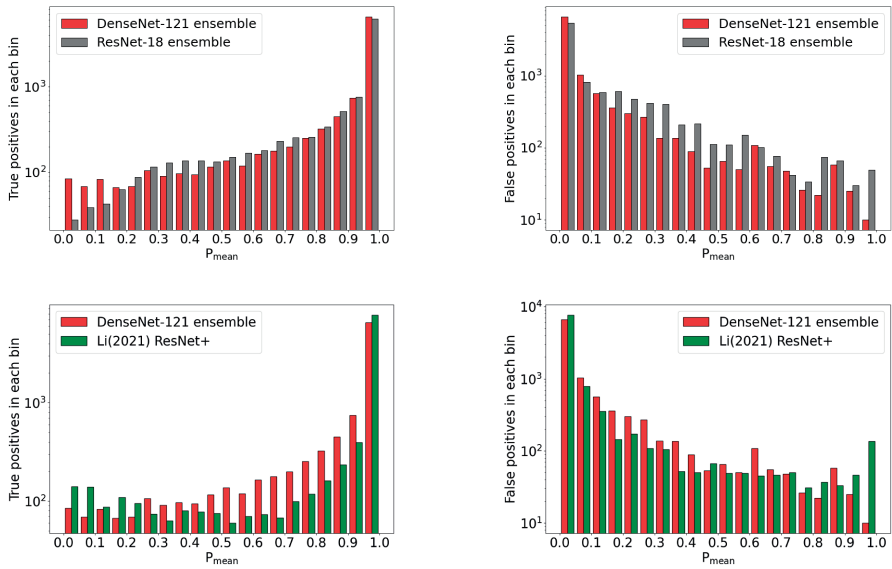 True positives in each bin
10³
10²
DenseNet-121 ensemble
ResNet-18 ensemble
0.0 0.1 0.2 0.3 0.4 0.5 0.6 0.7 0.8 0.9 1.0
P_mean
False positives in each bin
10³
10²
10¹
DenseNet-121 ensemble
ResNet-18 ensemble
0.0 0.1 0.2 0.3 0.4 0.5 0.6 0.7 0.8 0.9 1.0
P_mean
True positives in each bin
10³
10²
DenseNet-121 ensemble
Li(2021) ResNet+
0.0 0.1 0.2 0.3 0.4 0.5 0.6 0.7 0.8 0.9 1.0
P_mean
False positives in each bin
10⁴
10³
10²
10¹
DenseNet-121 ensemble
Li(2021) ResNet+
0.0 0.1 0.2 0.3 0.4 0.5 0.6 0.7 0.8 0.9 1.0
P_mean